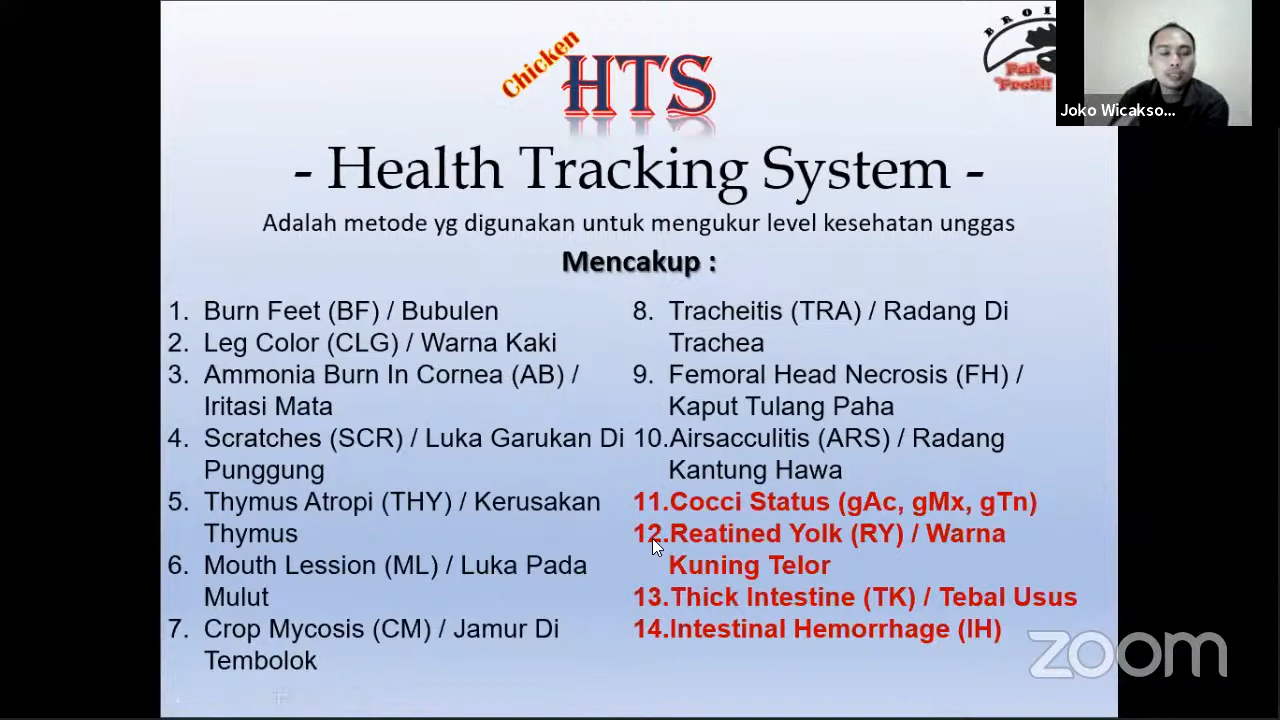 Chicken
HTS
BROI
Pak
'PreS!!
Joko Wicakso...
- Health Tracking System -
Adalah metode yg digunakan untuk mengukur level kesehatan unggas
Mencakup :
1. Burn Feet (BF) / Bubulen
2. Leg Color (CLG) / Warna Kaki
3. Ammonia Burn In Cornea (AB) /
Iritasi Mata
4. Scratches (SCR) / Luka Garukan Di
Punggung
5. Thymus Atropi (THY) / Kerusakan
Thymus
6. Mouth Lession (ML) / Luka Pada
Mulut
7. Crop Mycosis (CM) / Jamur Di
Tembolok
8. Tracheitis (TRA) / Radang Di
Trachea
9. Femoral Head Necrosis (FH) /
Kaput Tulang Paha
10.Airsacculitis (ARS) / Radang
Kantung Hawa
11.Cocci Status (gAc, gMx, gTn)
12.Reatined Yolk (RY) / Warna
Kuning Telor
13.Thick Intestine (TK) / Tebal Usus
14.Intestinal Hemorrhage (IH)
zoom